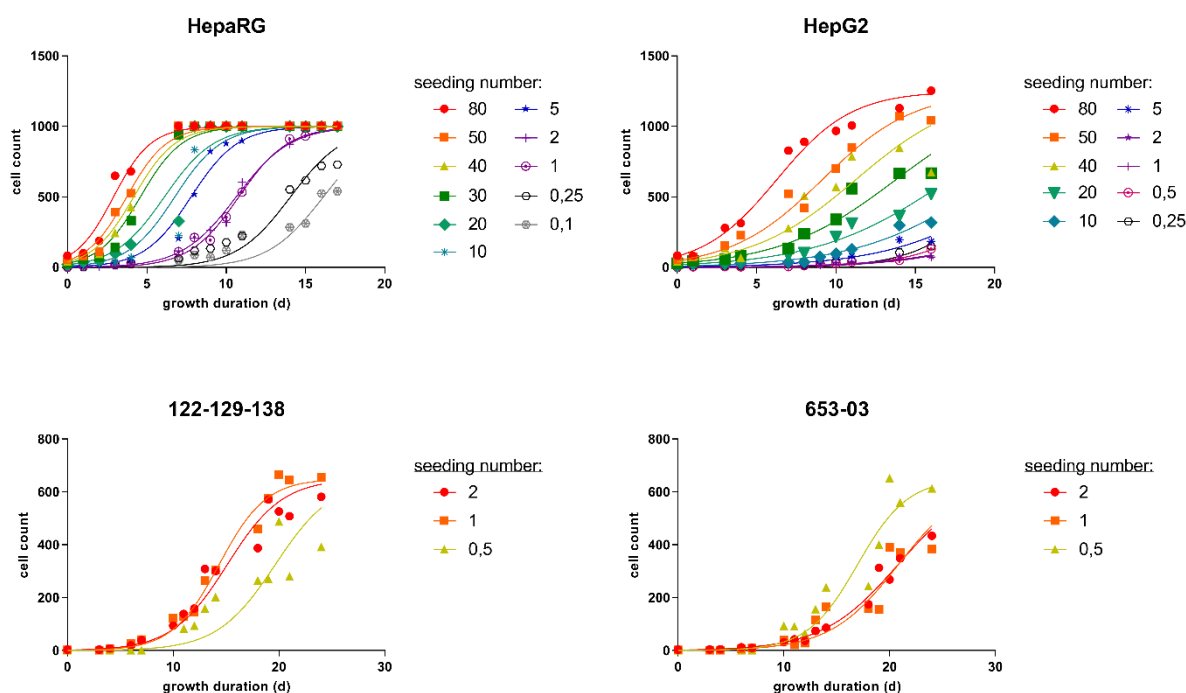 HepaRG
1500
1000
500
0
0 5 10 15 20
cell count
growth duration (d)
seeding number:
80 5
50 2
40 1
30 0,25
20 0,1
10
HepG2
1500
1000
500
0
0 5 10 15 20
cell count
growth duration (d)
seeding number:
80 5
50 2
40 1
20 0,5
10 0,25
122-129-138
800
600
400
200
0
0 10 20 30
cell count
growth duration (d)
seeding number:
2
1
0,5
653-03
800
600
400
200
0
0 10 20 30
cell count
growth duration (d)
seeding number:
2
1
0,5